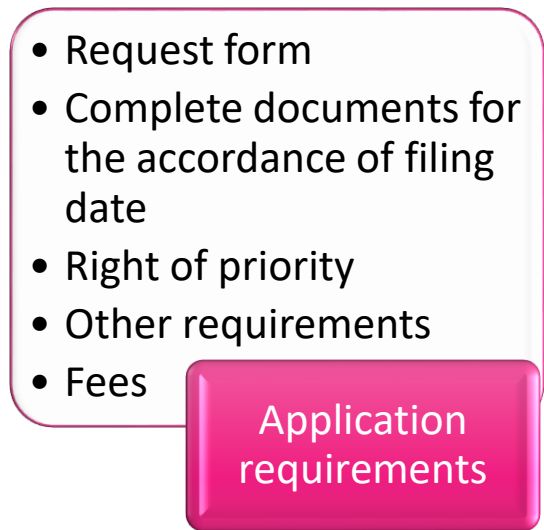 • Request form
• Complete documents for
the accordance of filing
date
• Right of priority
• Other requirements
• Fees
Application
requirements